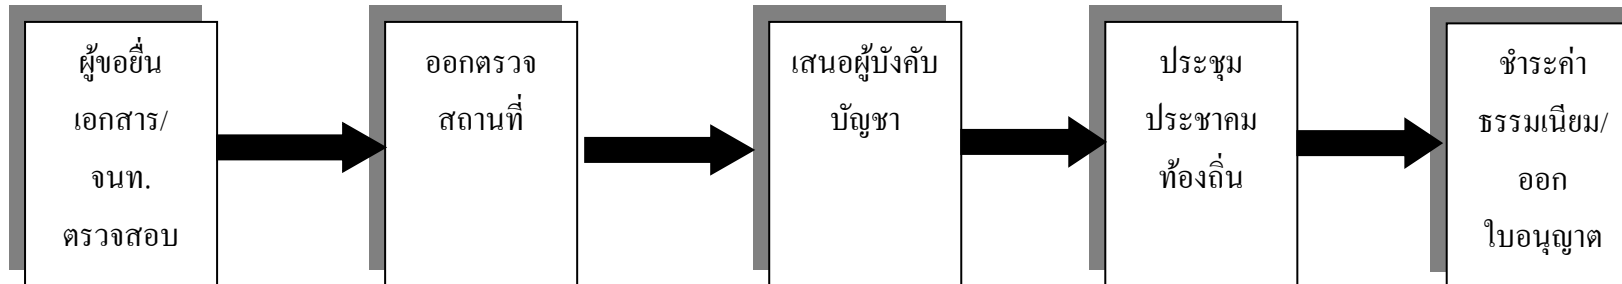 ผู้ขอยื่น
เอกสาร/
จนท.
ตรวจสอบ
ออกตรวจ
สถานที่
เสนอผู้บังคับ
บัญชา
ประชุม
ประชาคม
ท้องถิ่น
ชำระค่า
ธรรมเนียม/
ออก
ใบอนุญาต